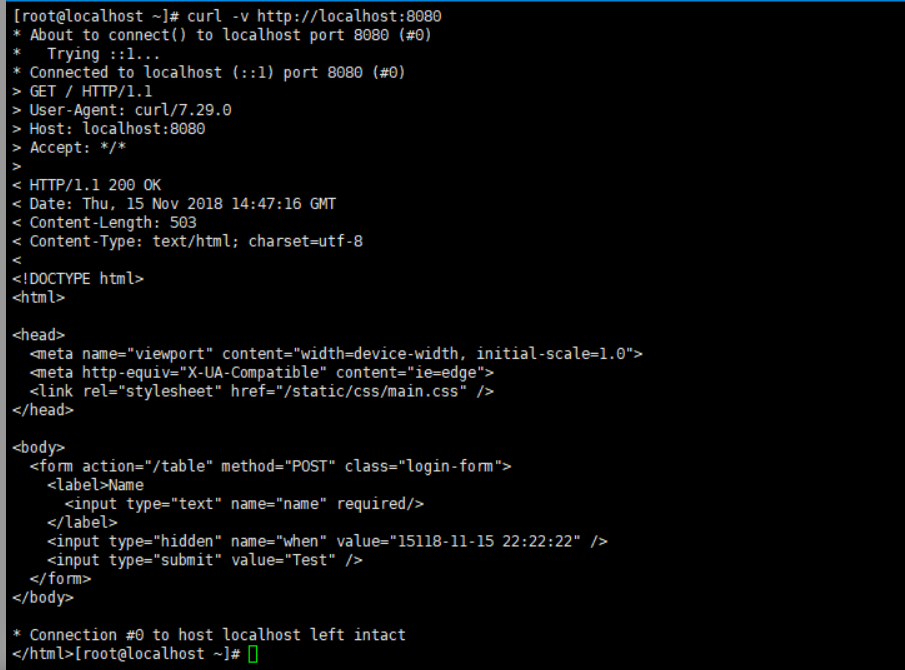 [root@localhost ~]# curl -v http://localhost:8080
* About to connect() to localhost port 8080 (#0)
*   Trying ::1...
* Connected to localhost (::1) port 8080 (#0)
> GET / HTTP/1.1
> User-Agent: curl/7.29.0
> Host: localhost:8080
> Accept: */*
>
< HTTP/1.1 200 OK
< Date: Thu, 15 Nov 2018 14:47:16 GMT
< Content-Length: 503
< Content-Type: text/html; charset=utf-8
<
<!DOCTYPE html>
<html>

<head>
  <meta name="viewport" content="width=device-width, initial-scale=1.0">
  <meta http-equiv="X-UA-Compatible" content="ie=edge">
  <link rel="stylesheet" href="/static/css/main.css" />
</head>

<body>
  <form action="/table" method="POST" class="login-form">
    <label>Name
      <input type="text" name="name" required/>
    </label>
    <input type="hidden" name="when" value="15118-11-15 22:22:22" />
    <input type="submit" value="Test" />
  </form>
</body>

* Connection #0 to host localhost left intact
</html>[root@localhost ~]#